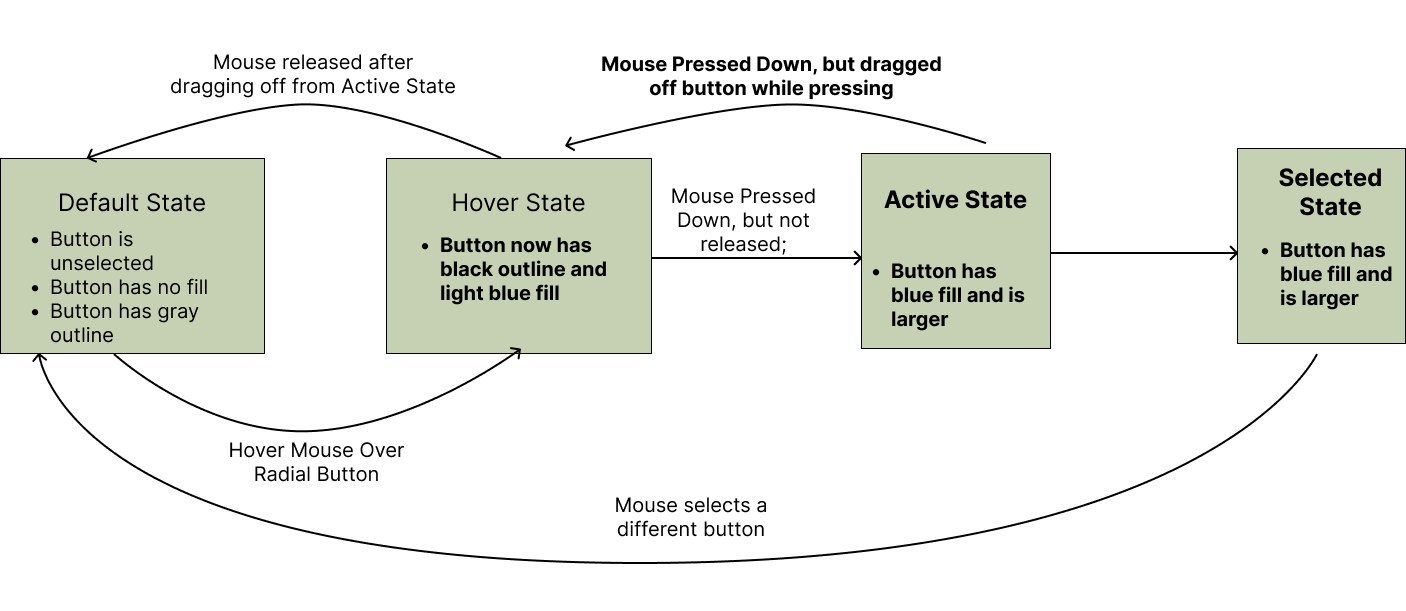 Mouse released after
dragging off from Active State
Mouse Pressed Down, but dragged
off button while pressing
Default State
• Button is
unselected
• Button has no fill
• Button has gray
outline
Hover State
• Button now has
black outline and
light blue fill
Mouse Pressed
Down, but not
released;
Active State
• Button has
blue fill and is
larger
Selected
State
• Button has
blue fill and
is larger
Hover Mouse Over
Radial Button
Mouse selects a
different button